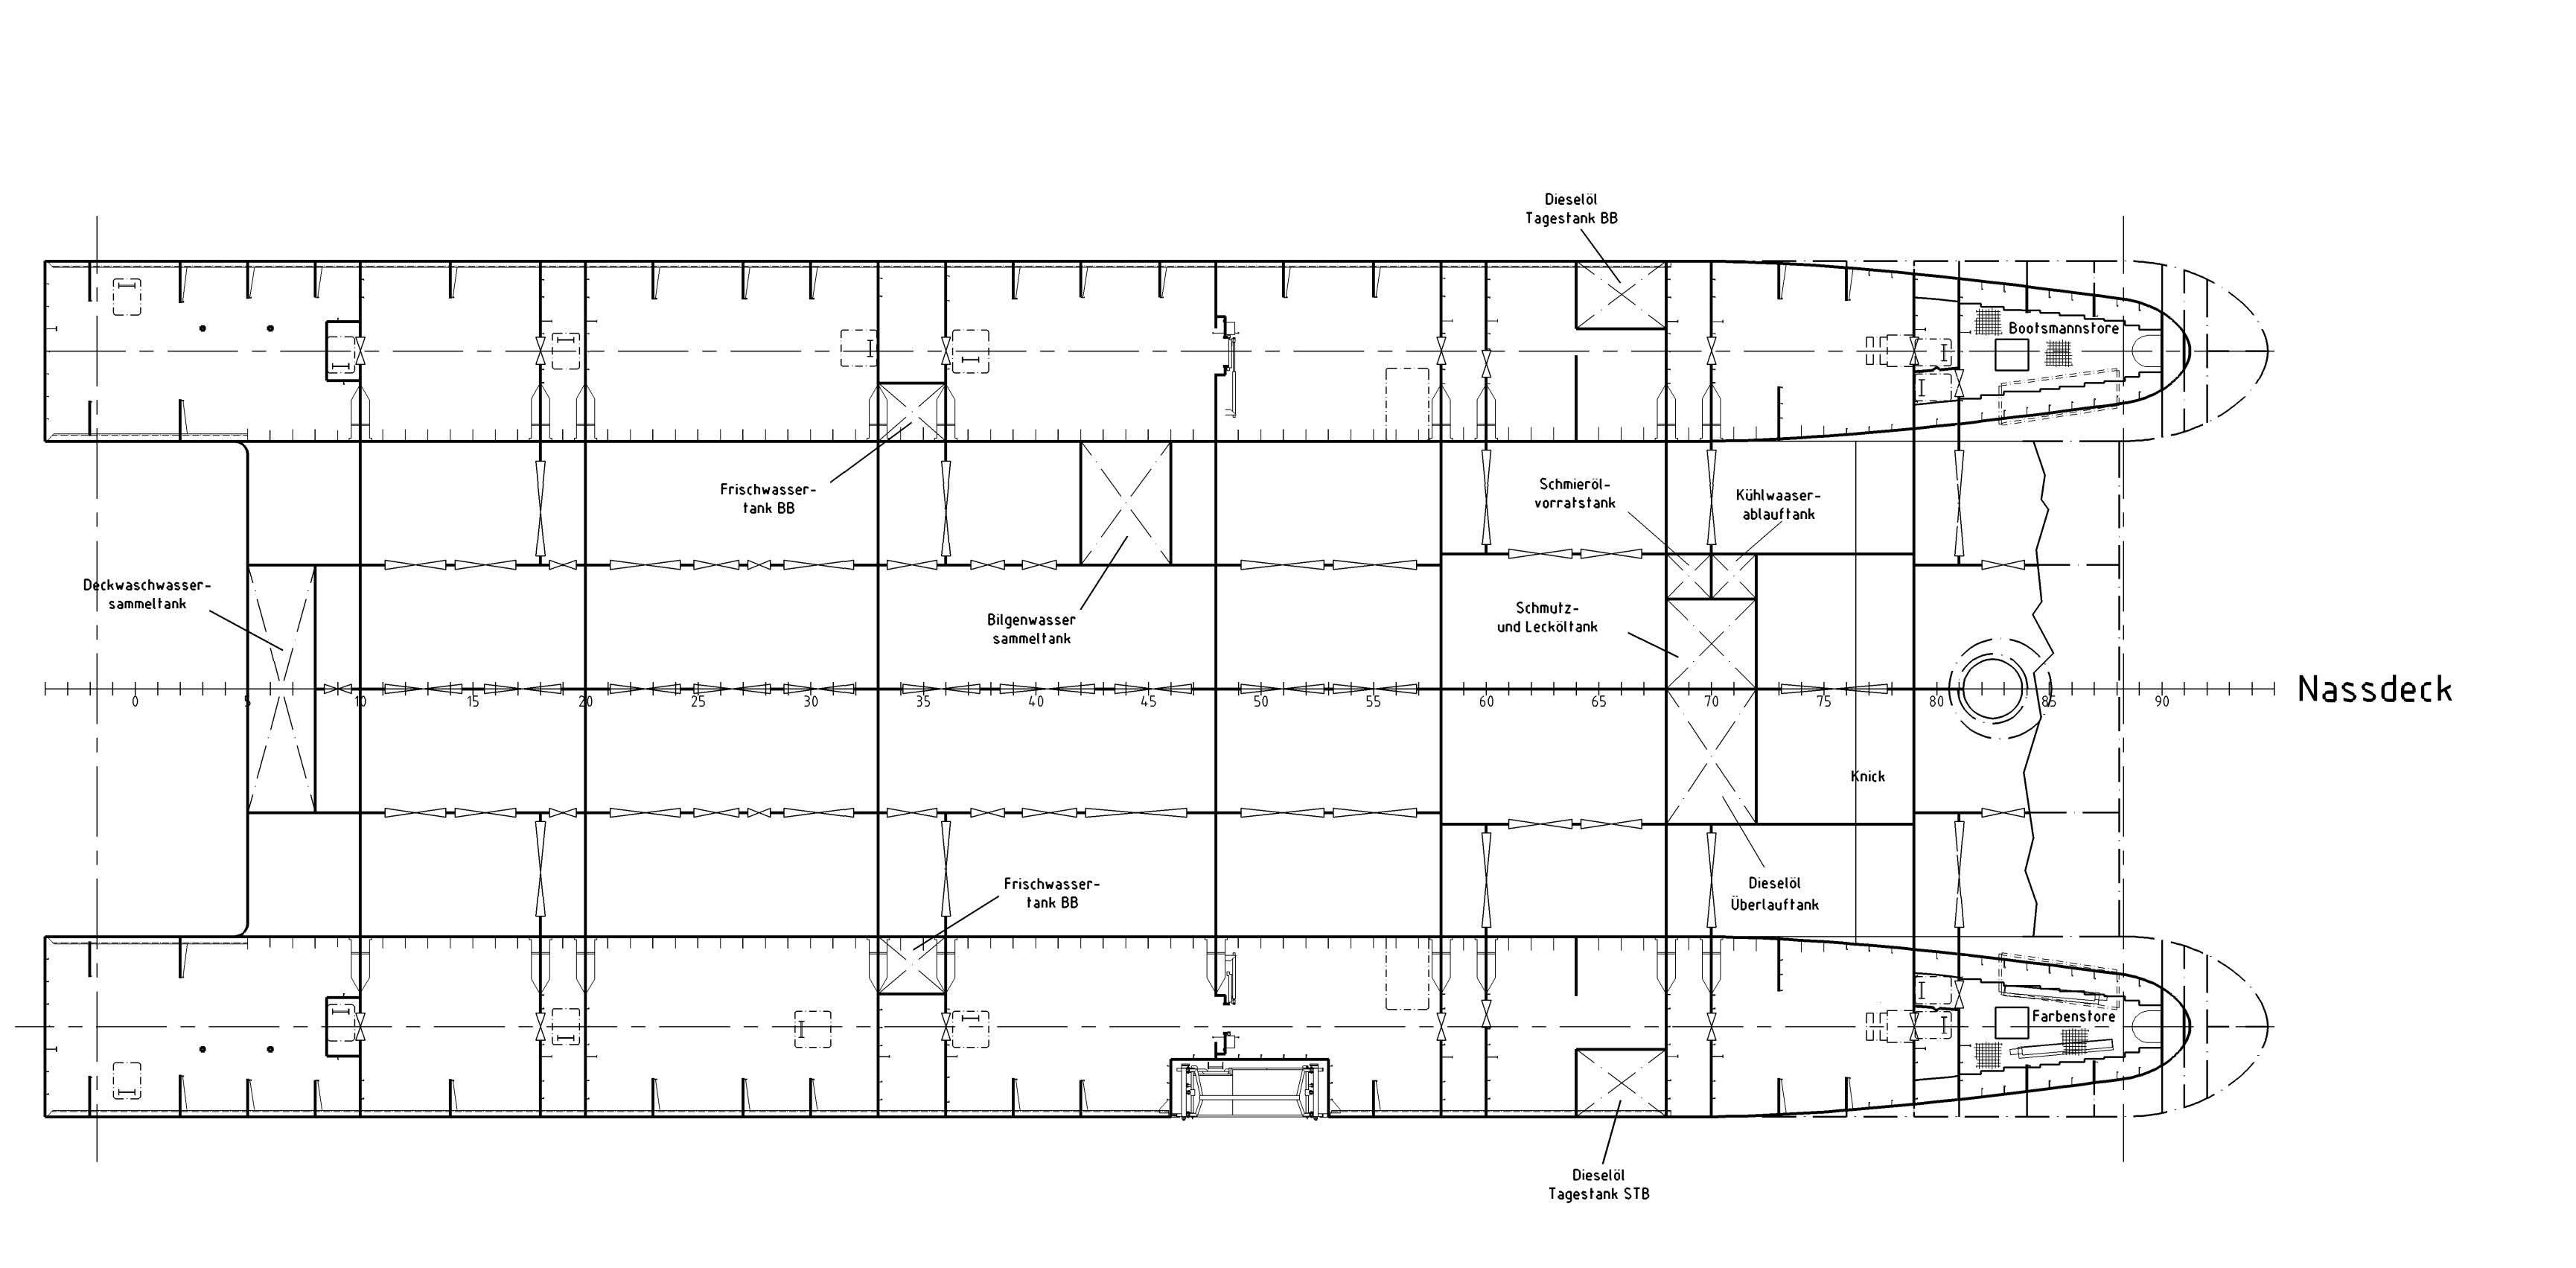 Dieselöl
Tagestank BB
Bootsmannstore
Frischwasser-
tank BB
Schmieröl-
vorratstank
Kühlwaaser-
ablauftank
Deckwaschwasser-
sammeltank
Bilgenwasser
sammeltank
Schmutz-
und Lecköltank
0 5 10 15 20 25 30 35 40 45 50 55 60 65 70 75 80 85 90
Nassdeck
Knick
Frischwasser-
tank BB
Dieselöl
Überlauftank
Farbenstore
Dieselöl
Tagestank STB